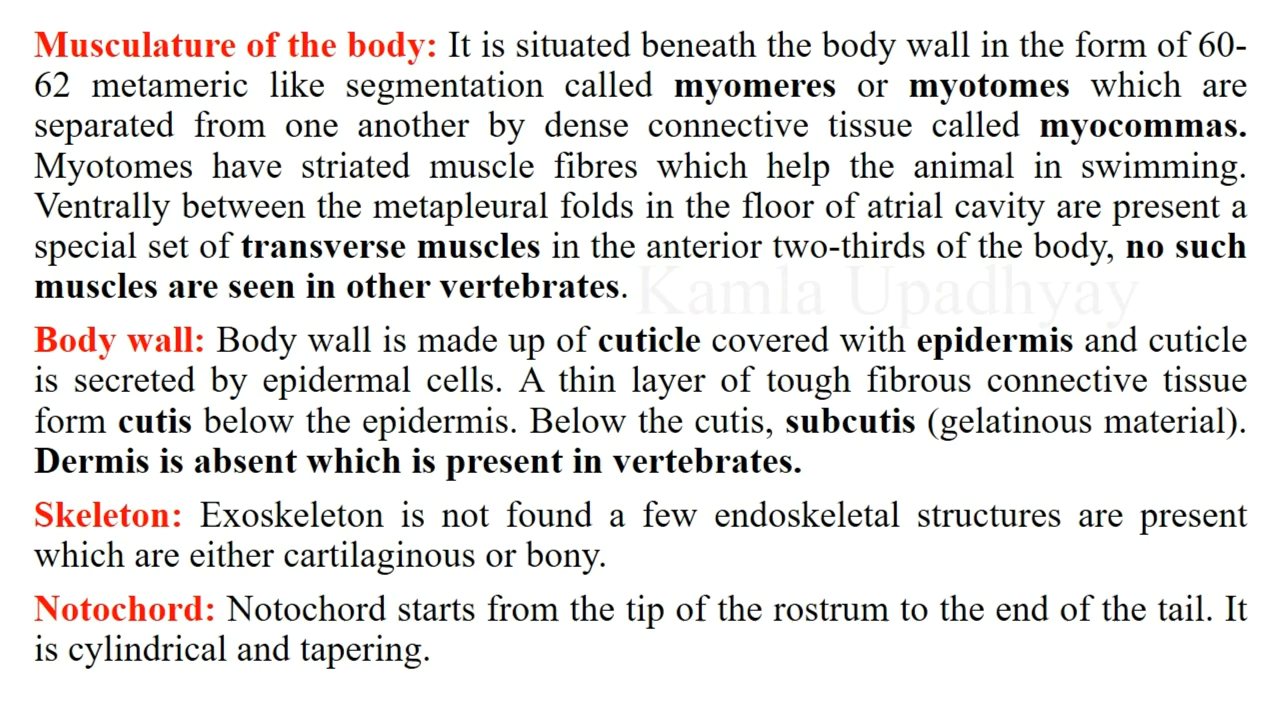 Musculature of the body: It is situated beneath the body wall in the form of 60-
62 metameric like segmentation called myomeres or myotomes which are
separated from one another by dense connective tissue called myocommas.
Myotomes have striated muscle fibres which help the animal in swimming.
Ventrally between the metapleural folds in the floor of atrial cavity are present a
special set of transverse muscles in the anterior two-thirds of the body, no such
muscles are seen in other vertebrates.
Kamla Upadhyay
Body wall: Body wall is made up of cuticle covered with epidermis and cuticle
is secreted by epidermal cells. A thin layer of tough fibrous connective tissue
form cutis below the epidermis. Below the cutis, subcutis (gelatinous material).
Dermis is absent which is present in vertebrates.
Skeleton: Exoskeleton is not found a few endoskeletal structures are present
which are either cartilaginous or bony.
Notochord: Notochord starts from the tip of the rostrum to the end of the tail. It
is cylindrical and tapering.